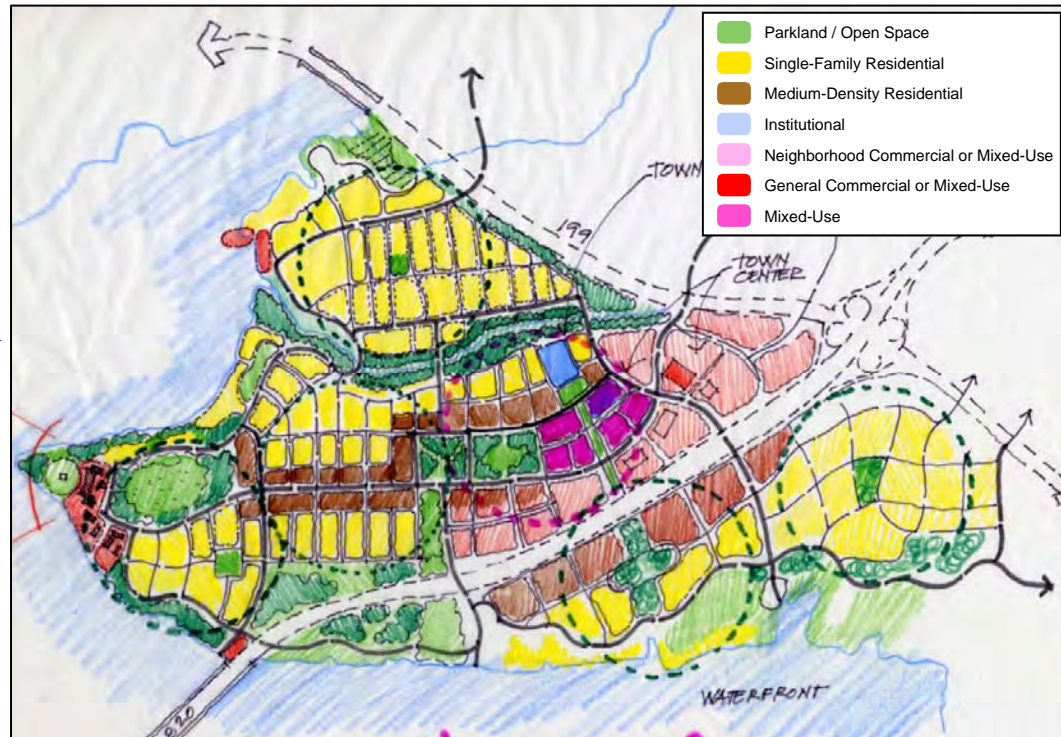 Parkland / Open Space
Single-Family Residential
Medium-Density Residential
Institutional
Neighborhood Commercial or Mixed-Use
General Commercial or Mixed-Use
Mixed-Use
TOWN
199
TOWN
CENTER
WATERFRONT
020